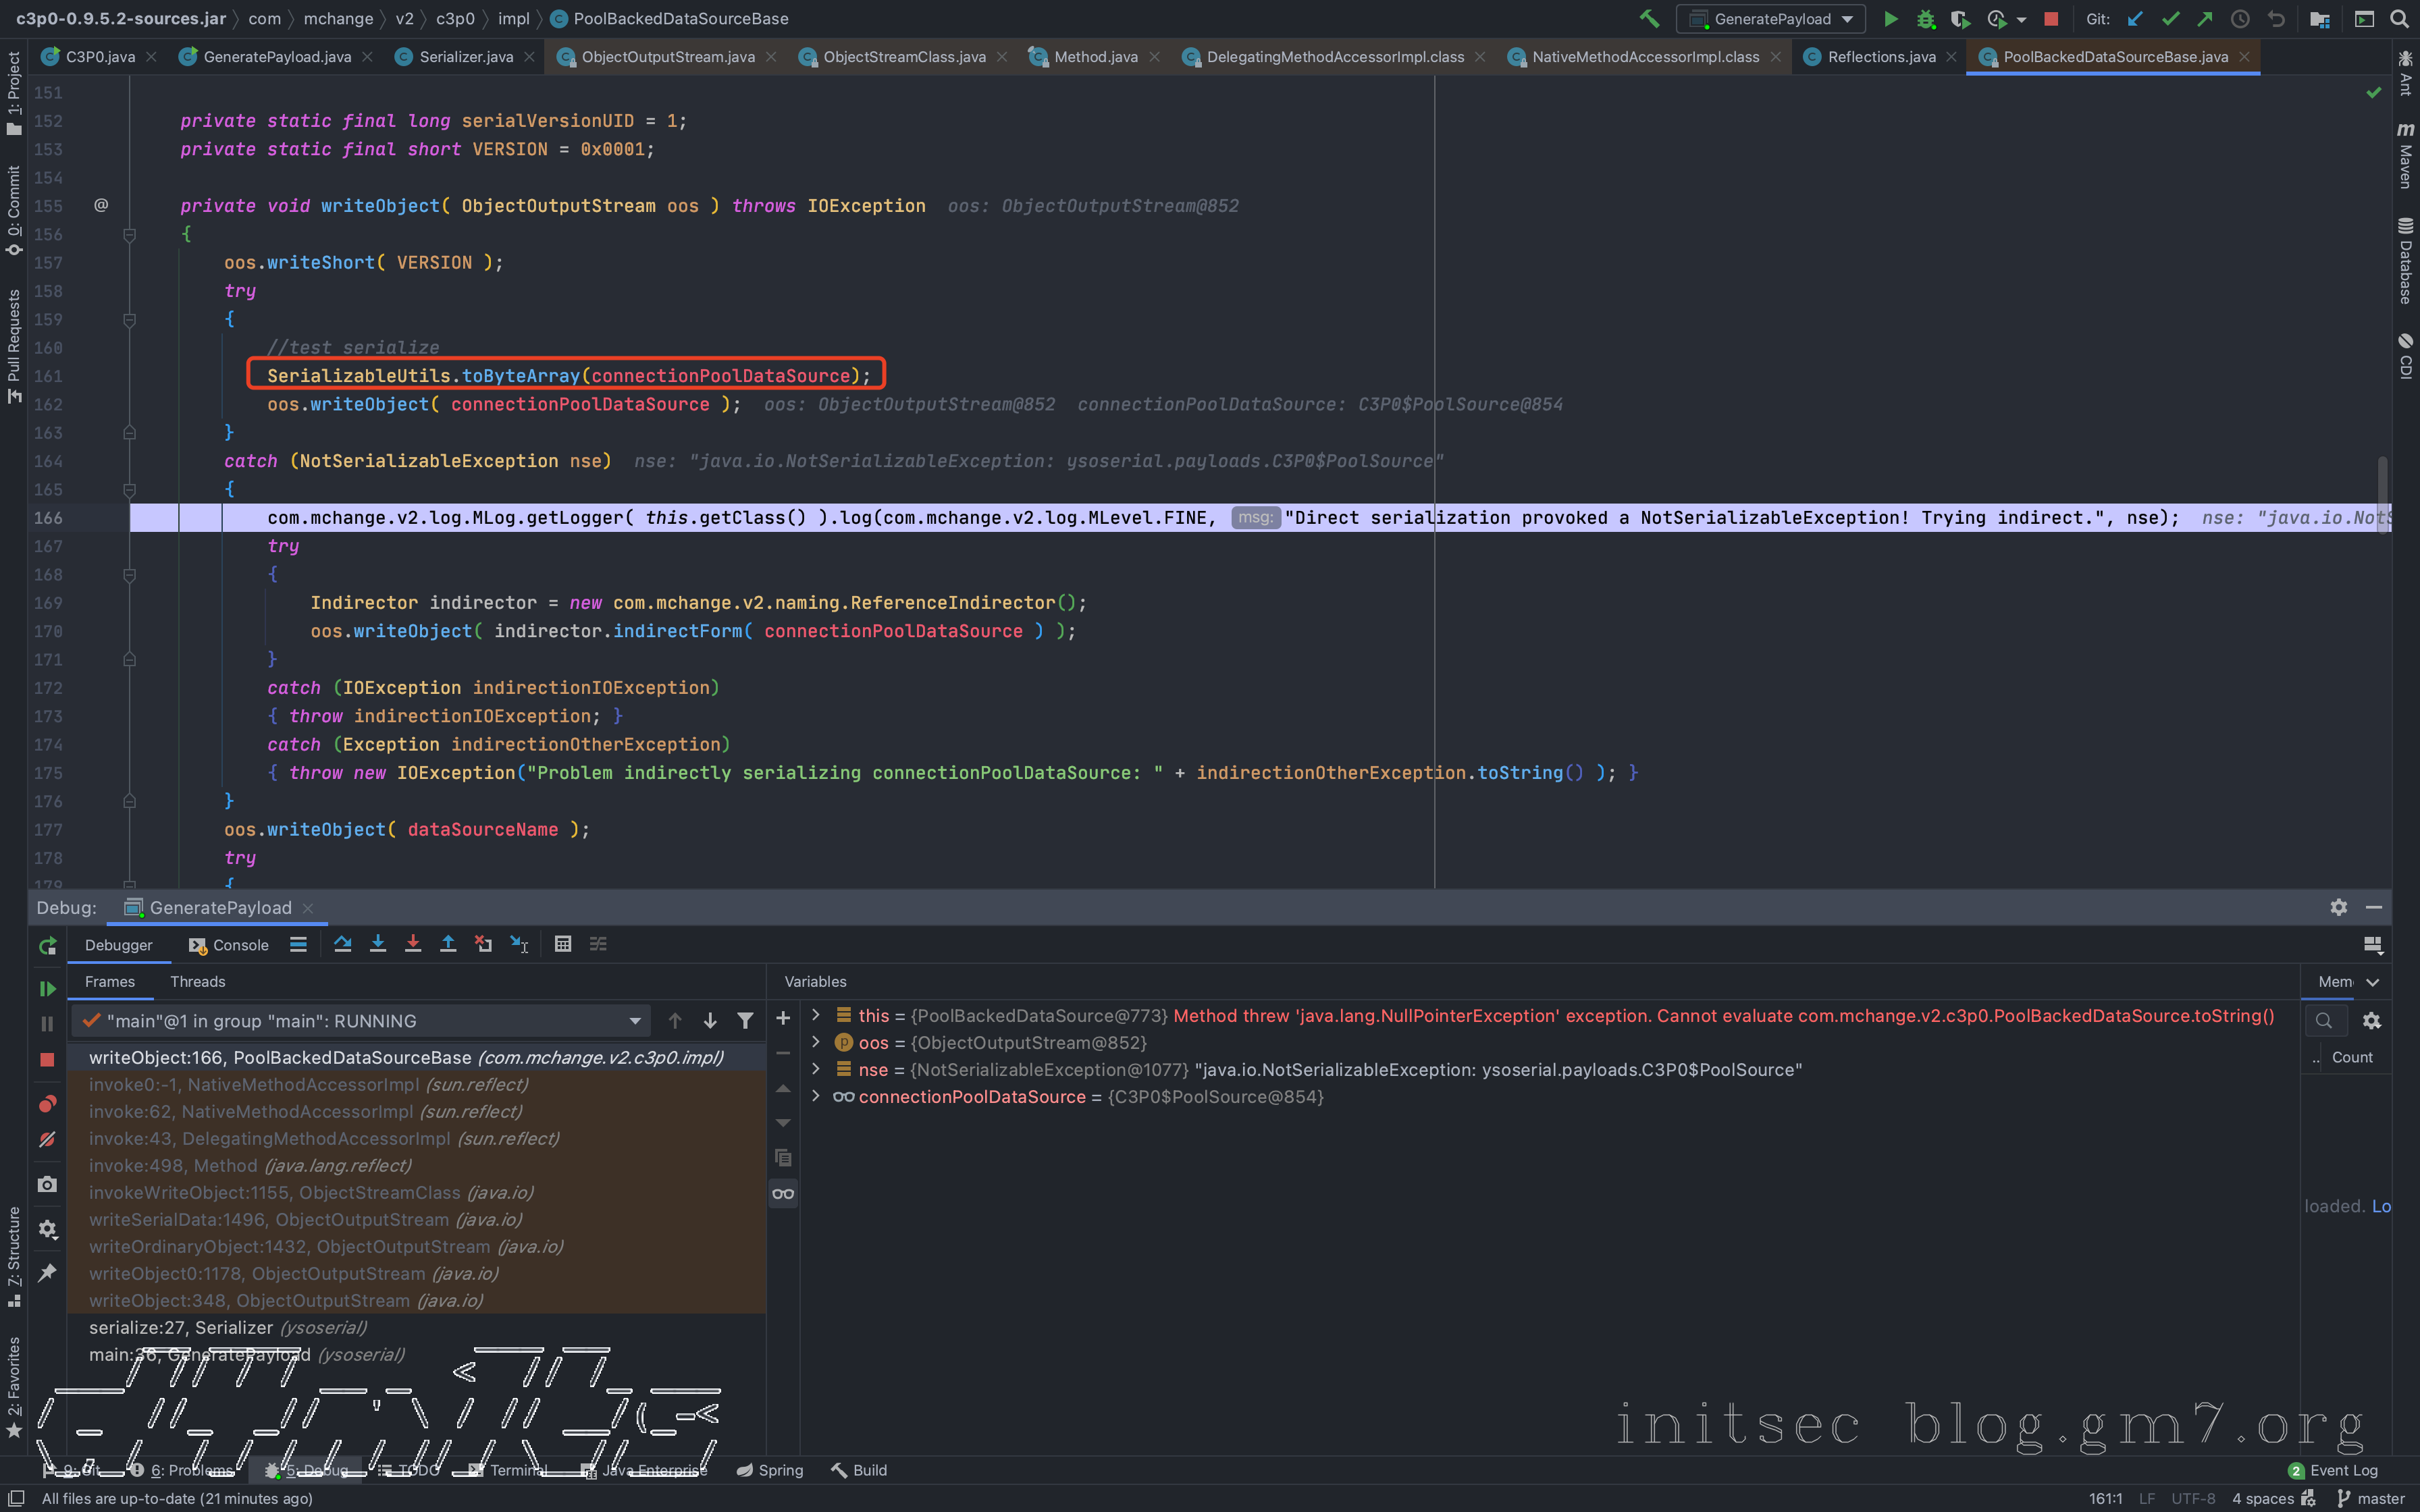 c3p0-0.9.5.2-sources.jar com mchange v2 c3p0 impl PoolBackedDataSourceBase
GeneratePayload Git:
C3P0.java GeneratePayload.java Serializer.java ObjectOutputStream.java ObjectStreamClass.java Method.java DelegatingMethodAccessorImpl.class NativeMethodAccessorImpl.class Reflections.java PoolBackedDataSourceBase.java
1: Project
0: Commit
Pull Requests
7: Structure
2: Favorites
Ant
Maven
Database
CDI
151
152 private static final long serialVersionUID = 1;
153 private static final short VERSION = 0x0001;
154
155 @ private void writeObject( ObjectOutputStream oos ) throws IOException oos: ObjectOutputStream@852
156 {
157 oos.writeShort( VERSION );
158 try
159 {
160 //test serialize
161 SerializableUtils.toByteArray(connectionPoolDataSource);
162 oos.writeObject( connectionPoolDataSource ); oos: ObjectOutputStream@852 connectionPoolDataSource: C3P0$PoolSource@854
163 }
164 catch (NotSerializableException nse) nse: "java.io.NotSerializableException: ysoserial.payloads.C3P0$PoolSource"
165 {
166 com.mchange.v2.log.MLog.getLogger( this.getClass() ).log(com.mchange.v2.log.MLevel.FINE, msg: "Direct serialization provoked a NotSerializableException! Trying indirect.", nse); nse: "java.io.NotS
167 try
168 {
169 Indirector indirector = new com.mchange.v2.naming.ReferenceIndirector();
170 oos.writeObject( indirector.indirectForm( connectionPoolDataSource ) );
171 }
172 catch (IOException indirectionIOException)
173 { throw indirectionIOException; }
174 catch (Exception indirectionOtherException)
175 { throw new IOException("Problem indirectly serializing connectionPoolDataSource: " + indirectionOtherException.toString() ); }
176 }
177 oos.writeObject( dataSourceName );
178 try
179 {
Debug: GeneratePayload
Debugger Console
Frames Threads
"main"@1 in group "main": RUNNING
writeObject:166, PoolBackedDataSourceBase (com.mchange.v2.c3p0.impl)
invoke0:-1, NativeMethodAccessorImpl (sun.reflect)
invoke:62, NativeMethodAccessorImpl (sun.reflect)
invoke:43, DelegatingMethodAccessorImpl (sun.reflect)
invoke:498, Method (java.lang.reflect)
invokeWriteObject:1155, ObjectStreamClass (java.io)
writeSerialData:1496, ObjectOutputStream (java.io)
writeOrdinaryObject:1432, ObjectOutputStream (java.io)
writeObject0:1178, ObjectOutputStream (java.io)
writeObject:348, ObjectOutputStream (java.io)
serialize:27, Serializer (ysoserial)
main:36, GeneratePayload (ysoserial)
Variables
this = {PoolBackedDataSource@773} Method threw 'java.lang.NullPointerException' exception. Cannot evaluate com.mchange.v2.c3p0.PoolBackedDataSource.toString()
oos = {ObjectOutputStream@852}
nse = {NotSerializableException@1077} "java.io.NotSerializableException: ysoserial.payloads.C3P0$PoolSource"
connectionPoolDataSource = {C3P0$PoolSource@854}
Mem
.. Count
loaded. Lo
initsec blog.gm7.org
9: Git 6: Problems 5: Debug TODO Terminal Java Enterprise Spring Build 2 Event Log
All files are up-to-date (21 minutes ago) 161:1 LF UTF-8 4 spaces master